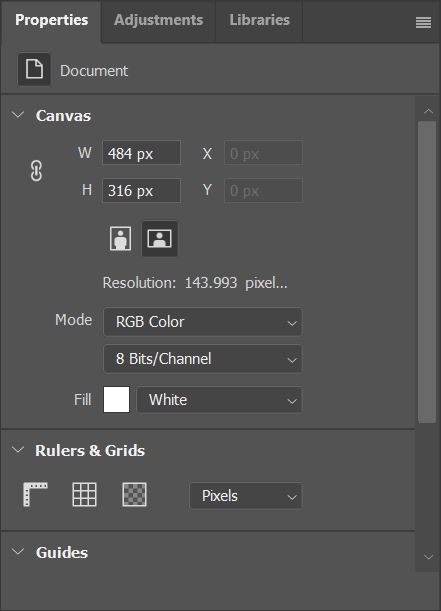 Properties Adjustments Libraries
Document
Canvas
W 484 px X 0 px
H 316 px Y 0 px
Resolution: 143.993 pixel...
Mode RGB Color
8 Bits/Channel
Fill White
Rulers & Grids
Pixels
Guides